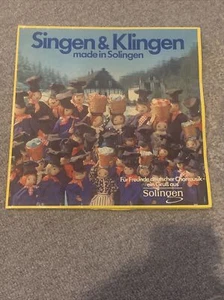 Singen & Klingen
made in Solingen
Für Freunde deutscher Chormusik -
ein Gruß aus
Solingen